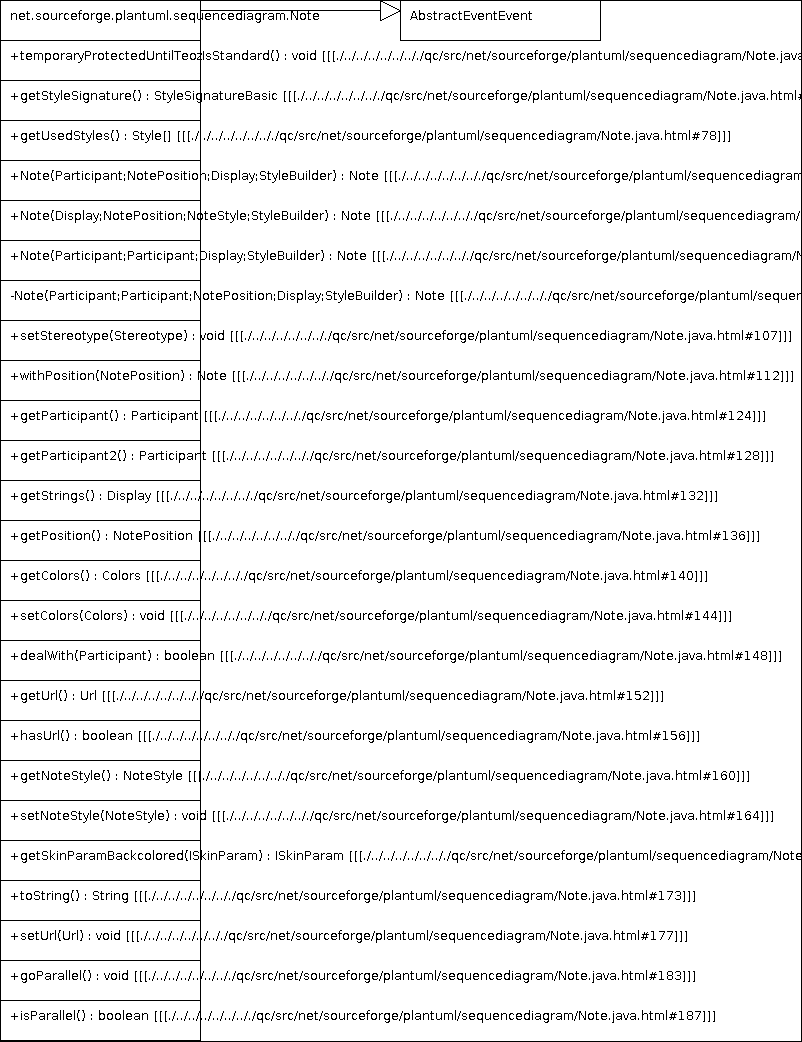 net.sourceforge.plantuml.sequencediagram.Note
AbstractEventEvent
+temporaryProtectedUntilTeozIsStandard() : void [[[./../../../../../../../qc/src/net/sourceforge/plantuml/sequencediagram/Note.java
+getStyleSignature() : StyleSignatureBasic [[[./../../../../../../../qc/src/net/sourceforge/plantuml/sequencediagram/Note.java.html#
+getUsedStyles() : Style[] [[[./../../../../../../../qc/src/net/sourceforge/plantuml/sequencediagram/Note.java.html#78]]]
+Note(Participant;NotePosition;Display;StyleBuilder) : Note [[[./../../../../../../../qc/src/net/sourceforge/plantuml/sequencediagram
+Note(Display;NotePosition;NoteStyle;StyleBuilder) : Note [[[./../../../../../../../qc/src/net/sourceforge/plantuml/sequencediagram/
+Note(Participant;Participant;Display;StyleBuilder) : Note [[[./../../../../../../../qc/src/net/sourceforge/plantuml/sequencediagram/N
-Note(Participant;Participant;NotePosition;Display;StyleBuilder) : Note [[[./../../../../../../../qc/src/net/sourceforge/plantuml/sequen
+setStereotype(Stereotype) : void [[[./../../../../../../../qc/src/net/sourceforge/plantuml/sequencediagram/Note.java.html#107]]]
+withPosition(NotePosition) : Note [[[./../../../../../../../qc/src/net/sourceforge/plantuml/sequencediagram/Note.java.html#112]]]
+getParticipant() : Participant [[[./../../../../../../../qc/src/net/sourceforge/plantuml/sequencediagram/Note.java.html#124]]]
+getParticipant2() : Participant [[[./../../../../../../../qc/src/net/sourceforge/plantuml/sequencediagram/Note.java.html#128]]]
+getStrings() : Display [[[./../../../../../../../qc/src/net/sourceforge/plantuml/sequencediagram/Note.java.html#132]]]
+getPosition() : NotePosition [[[./../../../../../../../qc/src/net/sourceforge/plantuml/sequencediagram/Note.java.html#136]]]
+getColors() : Colors [[[./../../../../../../../qc/src/net/sourceforge/plantuml/sequencediagram/Note.java.html#140]]]
+setColors(Colors) : void [[[./../../../../../../../qc/src/net/sourceforge/plantuml/sequencediagram/Note.java.html#144]]]
+dealWith(Participant) : boolean [[[./../../../../../../../qc/src/net/sourceforge/plantuml/sequencediagram/Note.java.html#148]]]
+getUrl() : Url [[[./../../../../../../../qc/src/net/sourceforge/plantuml/sequencediagram/Note.java.html#152]]]
+hasUrl() : boolean [[[./../../../../../../../qc/src/net/sourceforge/plantuml/sequencediagram/Note.java.html#156]]]
+getNoteStyle() : NoteStyle [[[./../../../../../../../qc/src/net/sourceforge/plantuml/sequencediagram/Note.java.html#160]]]
+setNoteStyle(NoteStyle) : void [[[./../../../../../../../qc/src/net/sourceforge/plantuml/sequencediagram/Note.java.html#164]]]
+getSkinParamBackcolored(ISkinParam) : ISkinParam [[[./../../../../../../../qc/src/net/sourceforge/plantuml/sequencediagram/Note
+toString() : String [[[./../../../../../../../qc/src/net/sourceforge/plantuml/sequencediagram/Note.java.html#173]]]
+setUrl(Url) : void [[[./../../../../../../../qc/src/net/sourceforge/plantuml/sequencediagram/Note.java.html#177]]]
+goParallel() : void [[[./../../../../../../../qc/src/net/sourceforge/plantuml/sequencediagram/Note.java.html#183]]]
+isParallel() : boolean [[[./../../../../../../../qc/src/net/sourceforge/plantuml/sequencediagram/Note.java.html#187]]]